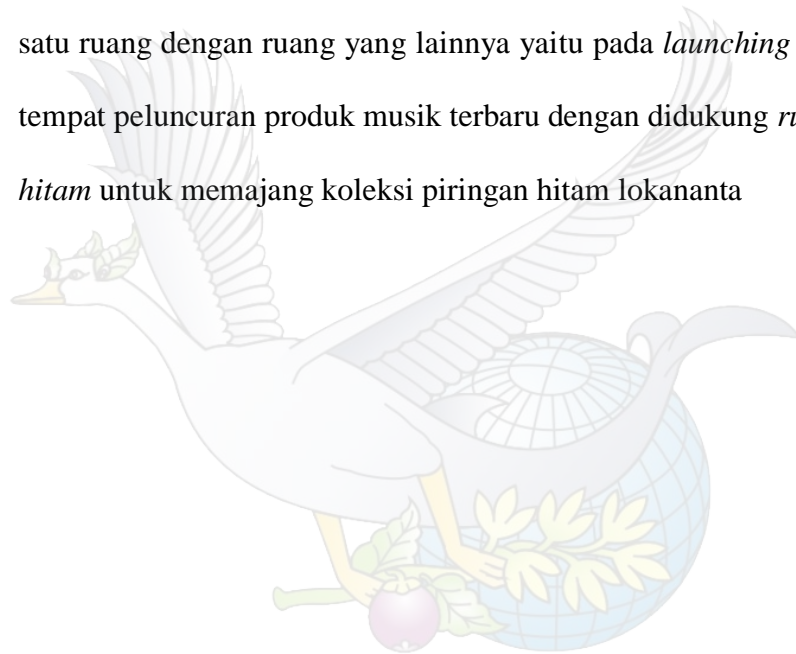 satu ruang dengan ruang yang lainnya yaitu pada launching
tempat peluncuran produk musik terbaru dengan didukung
hitam untuk memajang koleksi piringan hitam lokananta